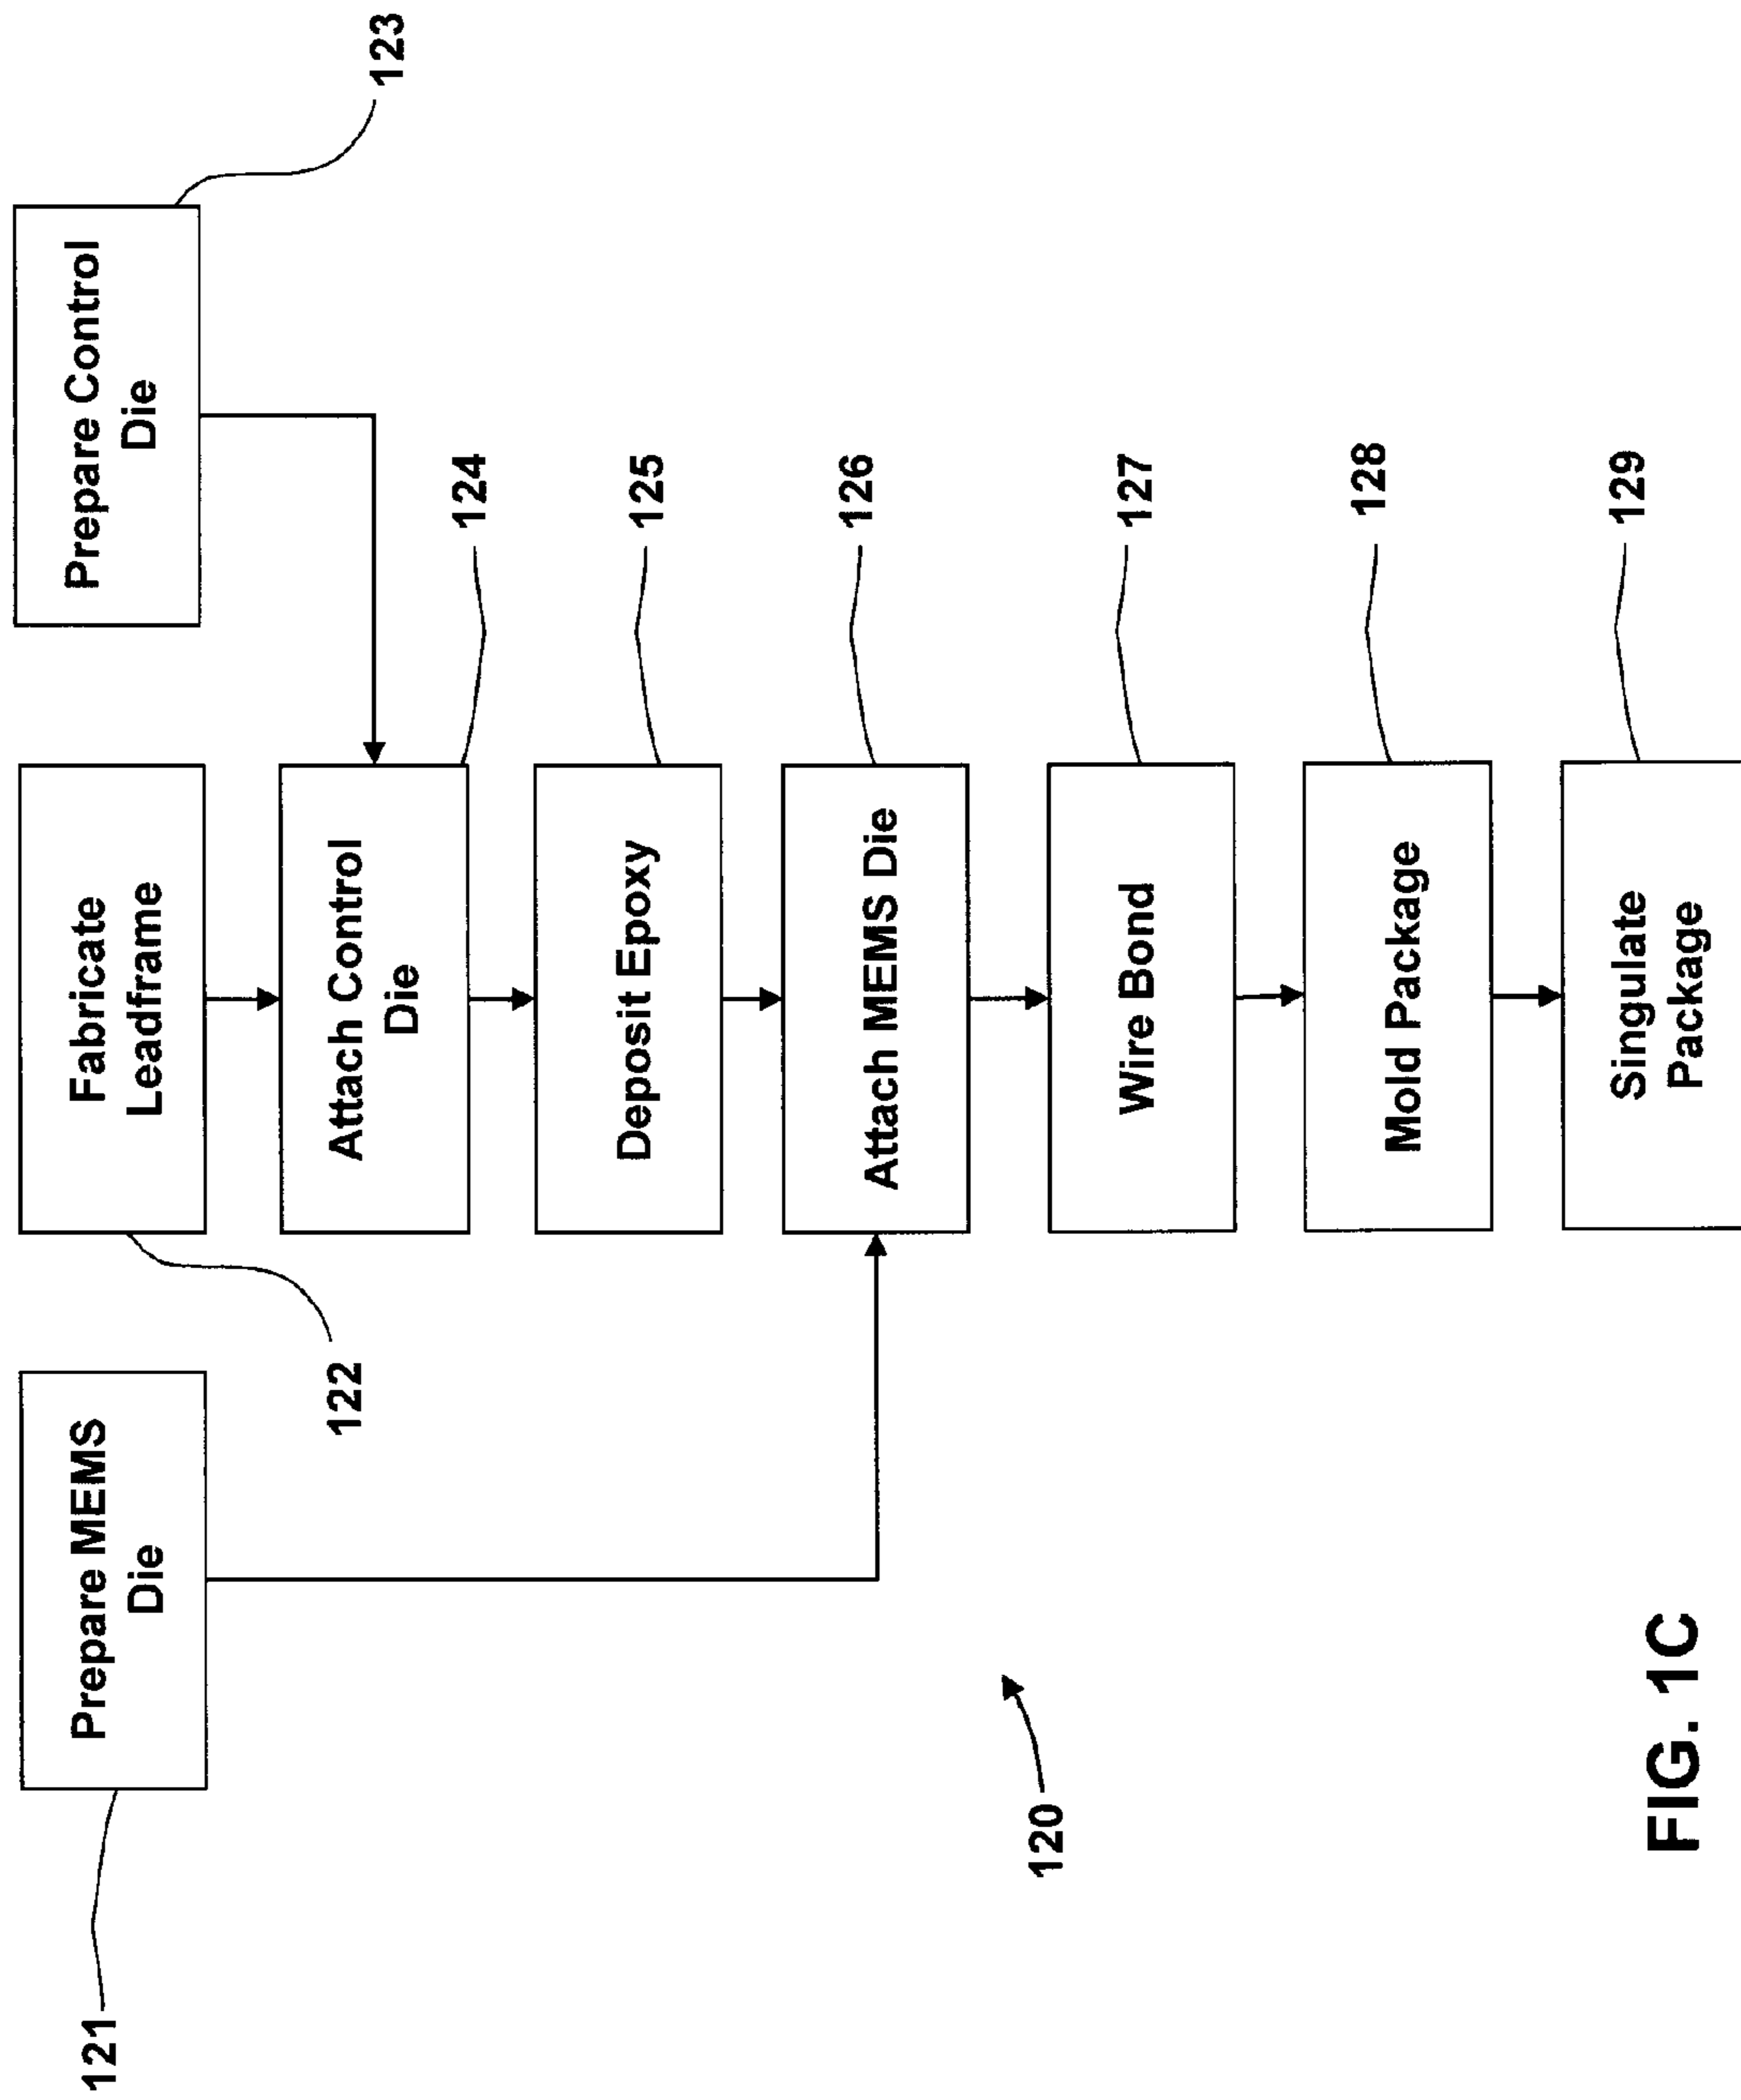 121
Prepare MEMS
Die
122
Fabricate
Leadframe
Prepare Control
Die
123
Attach Control
Die
124
Deposit Epoxy
125
Attach MEMS Die
126
120
Wire Bond
127
Mold Package
128
Singulate
Package
129
FIG. 1C